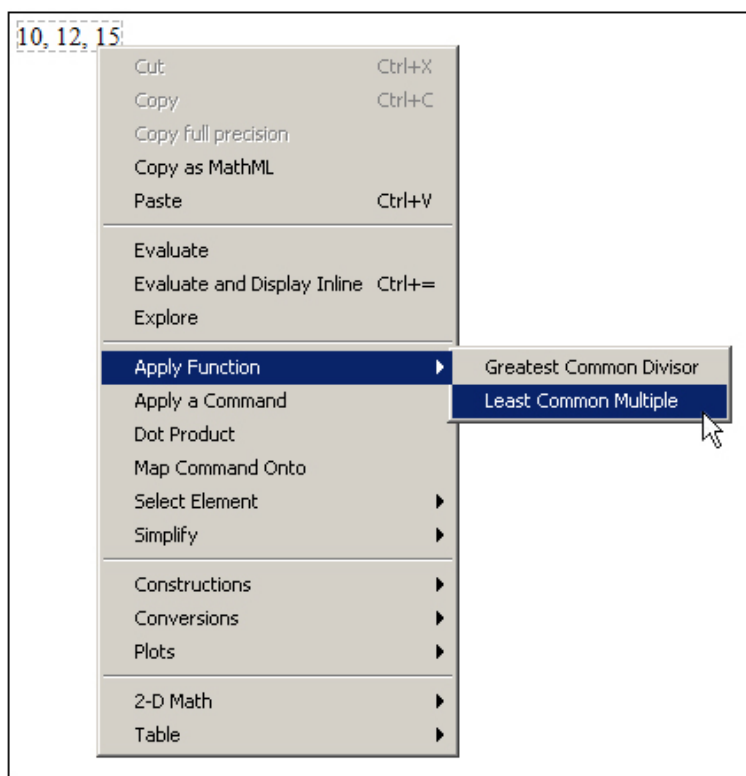 10, 12, 15
Cut Ctrl+X
Copy Ctrl+C
Copy full precision
Copy as MathML
Paste Ctrl+V
Evaluate
Evaluate and Display Inline Ctrl+=
Explore
Apply Function
Greatest Common Divisor
Apply a Command
Least Common Multiple
Dot Product
Map Command Onto
Select Element
Simplify
Constructions
Conversions
Plots
2-D Math
Table